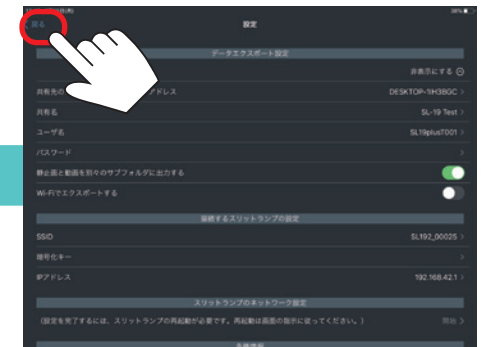 戻る
設定
36%
データエクスポート設定
非表示にする
共有先の
ドレス
DESKTOP-1IH3BGC
共有名
SL-19 Test
ユーザ名
SL19plusT001
パスワード
静止画と動画を別々のサブフォルダに出力する
Wi-Fiでエクスポートする
接続するスリットランプの設定
SSID
SL192_00025
暗号化キー
IPアドレス
192.168.42.1
スリットランプのネットワーク設定
(設定を完了するには、スリットランプの再起動が必要です。再起動は画面の指示に従ってください。)
開始